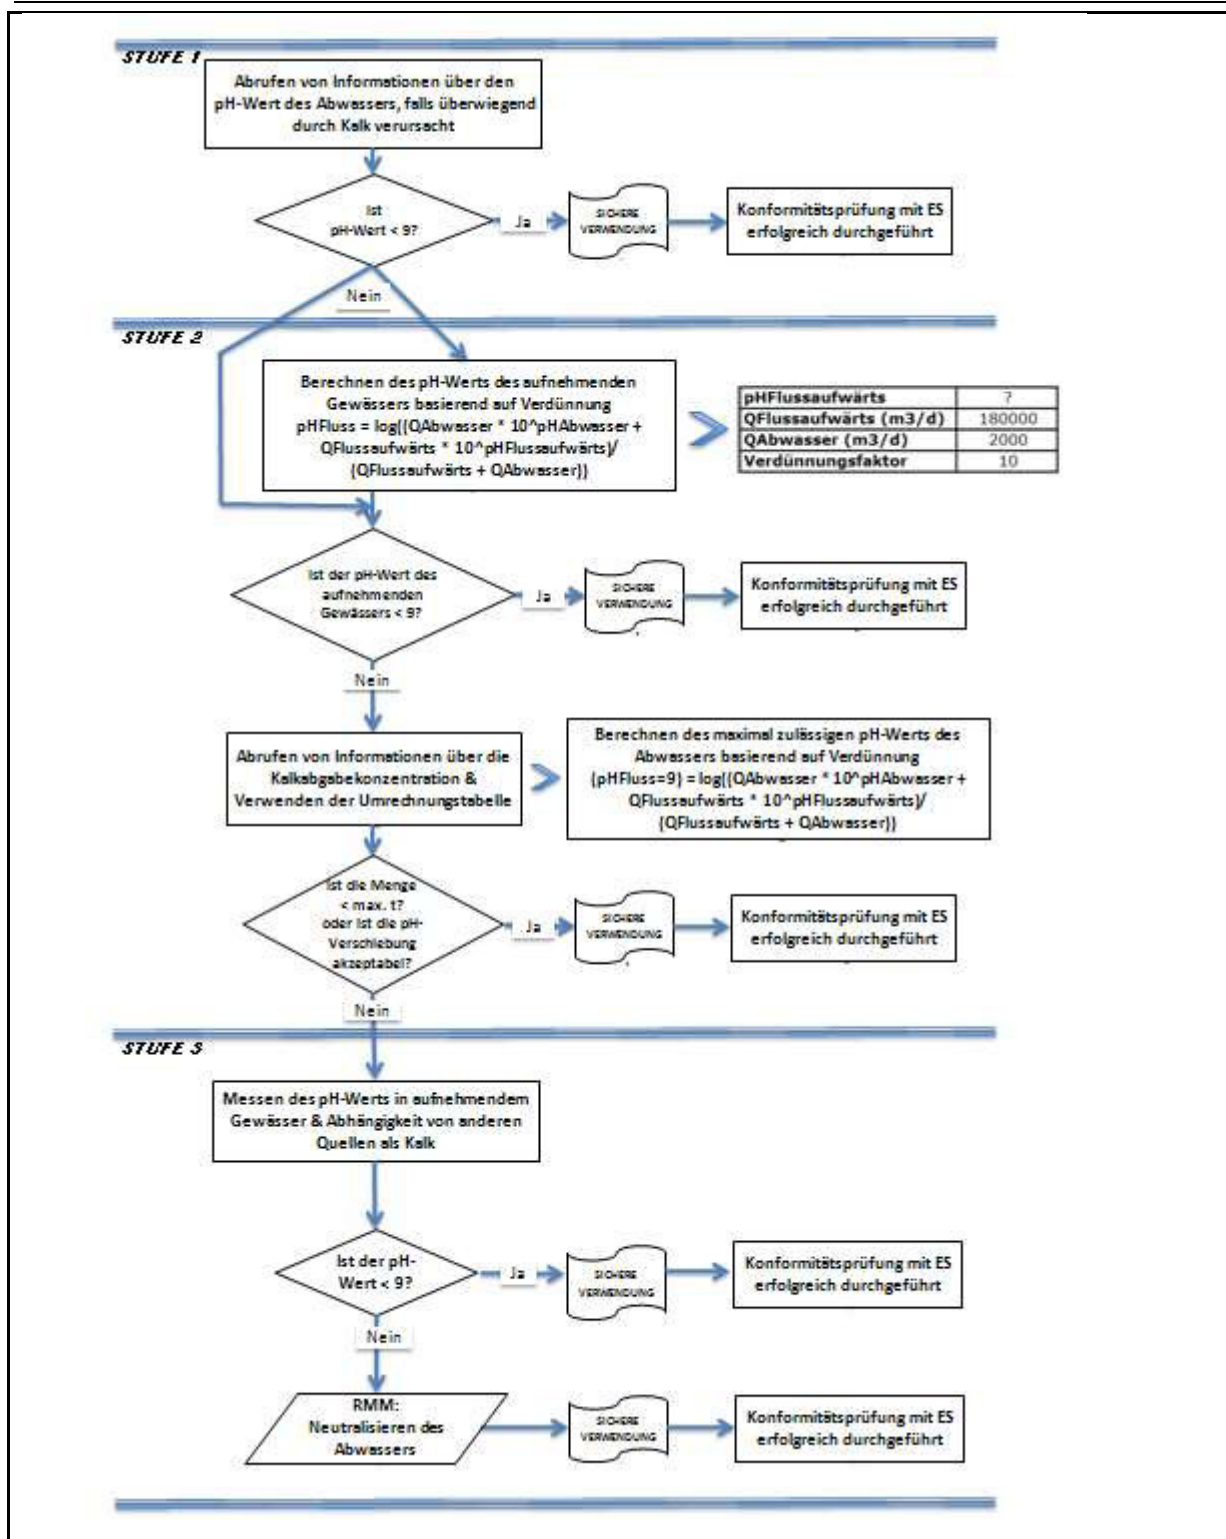 STUFE 1
Abrufen von Informationen über den
pH-Wert des Abwassers, falls überwiegend
durch Kalk verursacht
Ist
pH-Wert < 9?
Ja
SICHERE
VERWENDUNG
Konformitätsprüfung mit ES
erfolgreich durchgeführt
Nein
STUFE 2
Berechnen des pH-Werts des aufnehmenden
Gewässers basierend auf Verdünnung
pHFluss = log((QAbwasser * 10^pHAbwasser +
QFlussaufwärts * 10^pHFlussaufwärts)/
(QFlussaufwärts + QAbwasser))
pHFlussaufwärts ?
QFlussaufwärts (m3/d) 180000
QAbwasser (m3/d) 2000
Verdünnungsfaktor 10
Ist der pH-Wert des
aufnehmenden
Gewässers < 9?
Ja
SICHERE
VERWENDUNG
Konformitätsprüfung mit ES
erfolgreich durchgeführt
Nein
Abrufen von Informationen über die
Kalkabgabekonzentration &
Verwenden der Umrechnungstabelle
Berechnen des maximal zulässigen pH-Werts des
Abwassers basierend auf Verdünnung
(pHFluss=9) = log((QAbwasser * 10^pHAbwasser +
QFlussaufwärts * 10^pHFlussaufwärts)/
(QFlussaufwärts + QAbwasser))
Ist die Menge
< max. t?
oder ist die pH-
Verschiebung
akzeptabel?
Ja
SICHERE
VERWENDUNG
Konformitätsprüfung mit ES
erfolgreich durchgeführt
Nein
STUFE 3
Messen des pH-Werts in aufnehmendem
Gewässer & Abhängigkeit von anderen
Quellen als Kalk
Ist der pH-
Wert < 9?
Ja
SICHERE
VERWENDUNG
Konformitätsprüfung mit ES
erfolgreich durchgeführt
Nein
RMM:
Neutralisieren des
Abwassers
SICHERE
VERWENDUNG
Konformitätsprüfung mit ES
erfolgreich durchgeführt